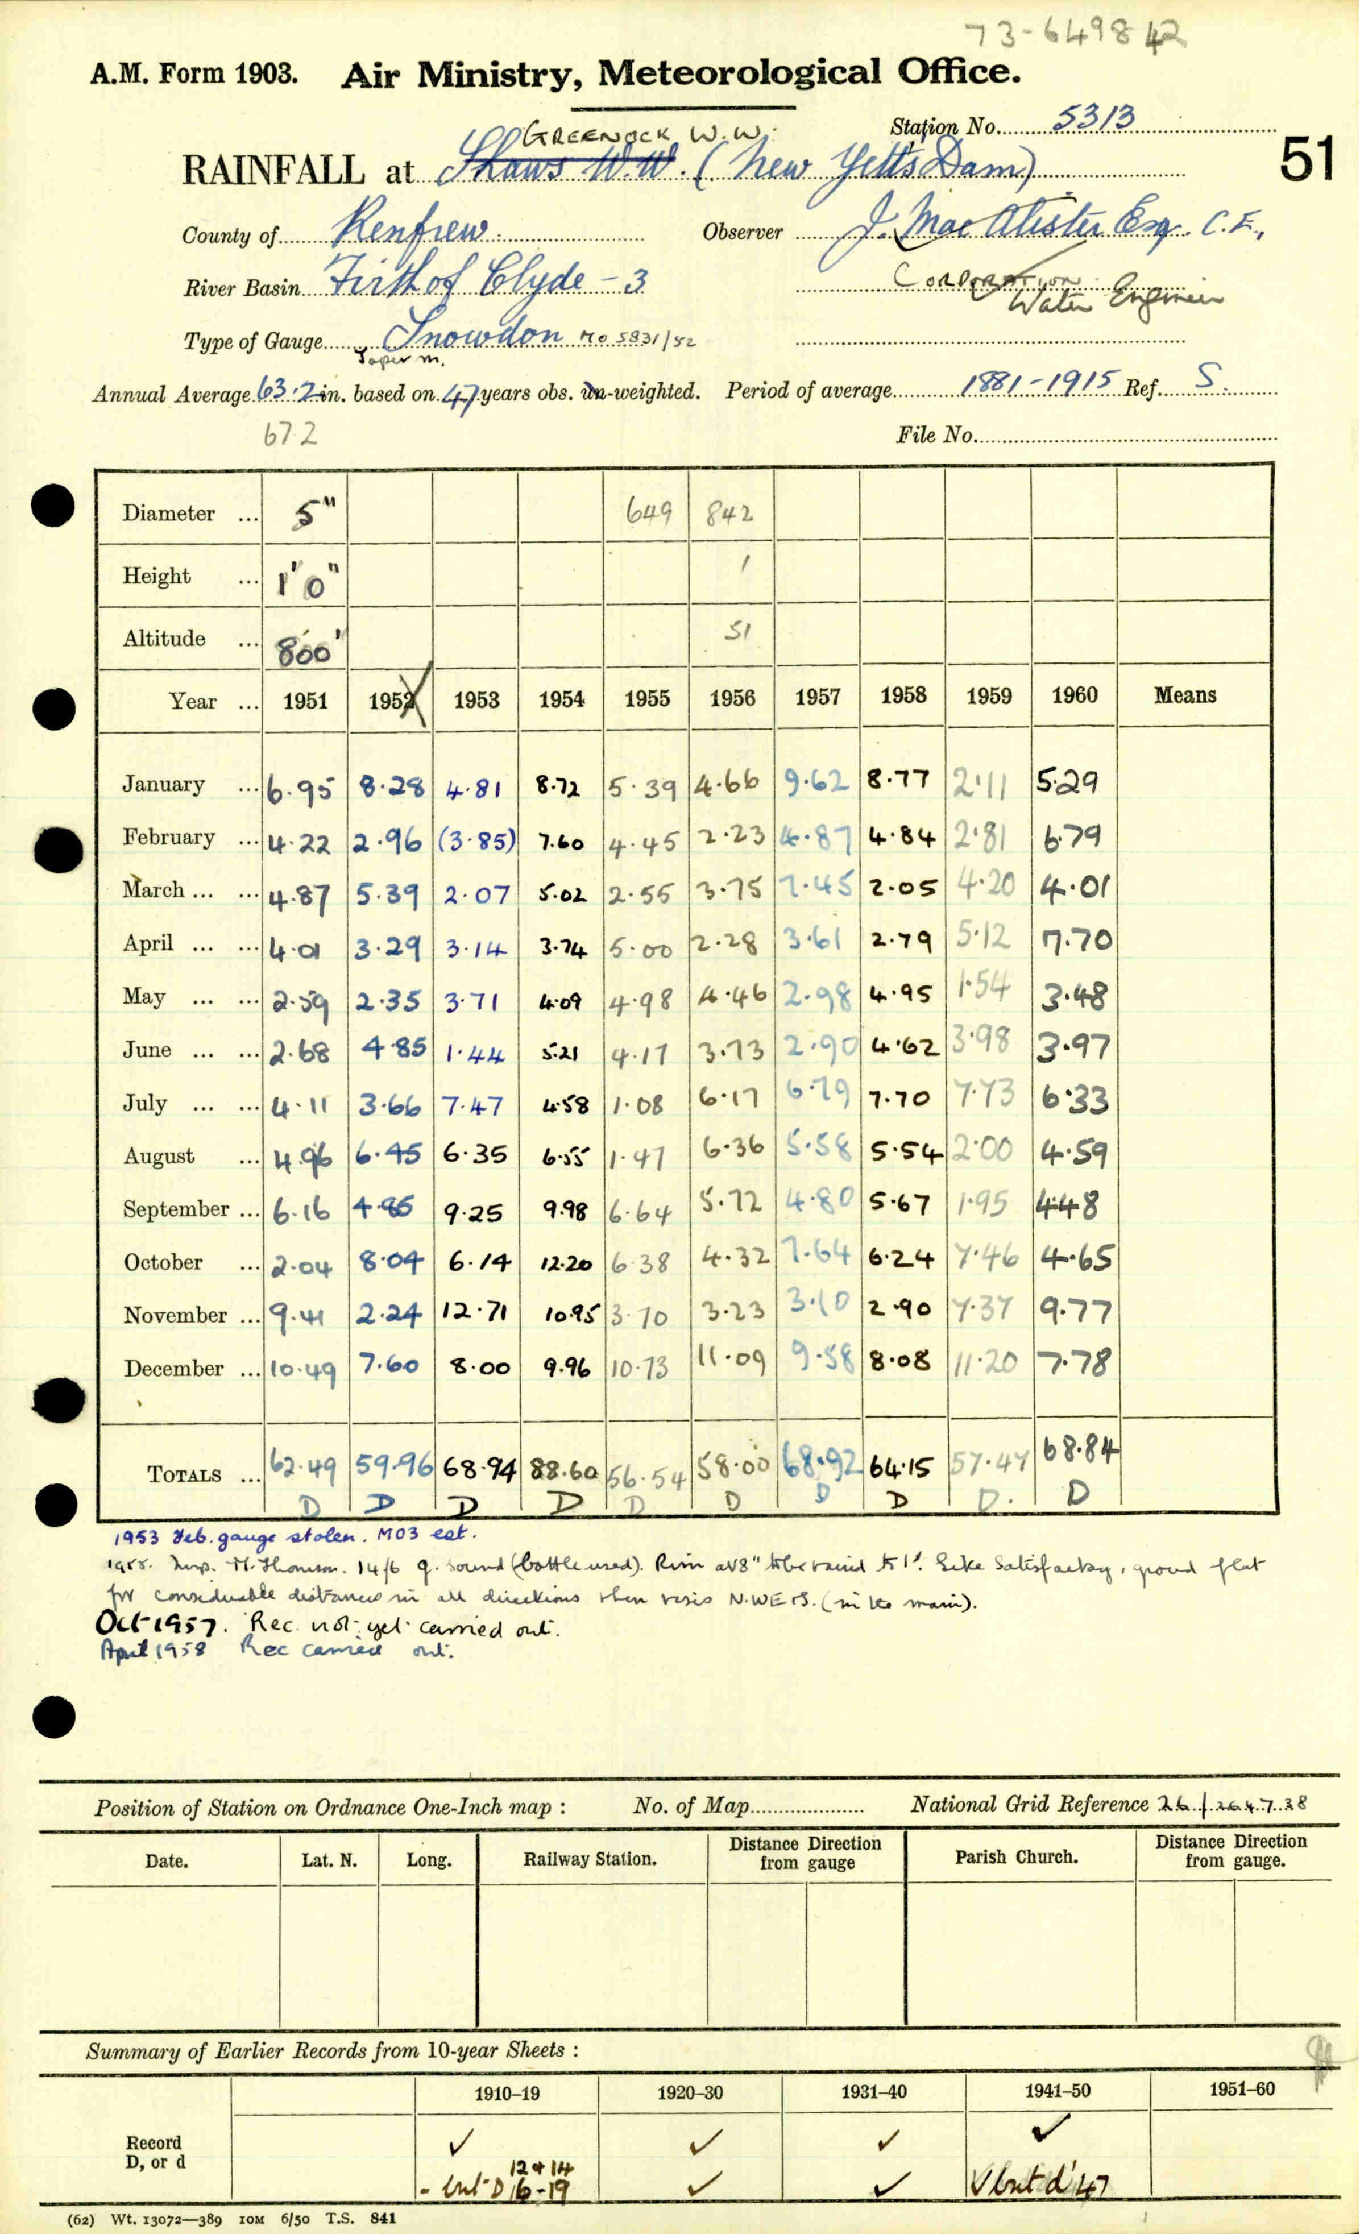 73-649842
A.M. Form 1903. Air Ministry, Meteorological Office.
Station No. 5313
GREENOCK W.W.
RAINFALL at Shaws W.W. (New Yetts Dam)
51
County of Renfrew. Observer J. MacAlister Esq. C.E.,
River Basin Firth of Clyde - 3 CORPORATION
Water Engineer
Type of Gauge Snowdon MO 5831/52
Taper m.
Annual Average 63.2 in. based on 47 years obs. un-weighted. Period of average 1881-1915 Ref. S.
67 2
File No.
Diameter ... 5" 649 842
Height ... 1' 0" 1
Altitude ... 800' 51
Year ... 1951 1952 1953 1954 1955 1956 1957 1958 1959 1960 Means
January ... 6.95 8.28 4.81 8.72 5.39 4.66 9.62 8.77 2.11 5.29
February ... 4.22 2.96 (3.85) 7.60 4.45 2.23 4.87 4.84 2.81 6.79
March ... ... 4.87 5.39 2.07 5.02 2.55 3.75 7.45 2.05 4.20 4.01
April ... ... 4.01 3.29 3.14 3.74 5.00 2.28 3.61 2.79 5.12 7.70
May ... ... 2.59 2.35 3.71 4.09 4.98 4.46 2.98 4.95 1.54 3.48
June ... ... 2.68 4.85 1.44 5.21 4.17 3.73 2.90 4.62 3.98 3.97
July ... ... 4.11 3.66 7.47 4.58 1.08 6.17 6.79 7.70 7.73 6.33
August ... 4.96 6.45 6.35 6.55 1.47 6.36 5.58 5.54 2.00 4.59
September ... 6.16 4.85 9.25 9.98 6.64 5.72 4.80 5.67 1.95 4.48
October ... 2.04 8.04 6.14 12.20 6.38 4.32 7.64 6.24 7.46 4.65
November ... 9.41 2.24 12.71 10.95 3.70 3.23 3.10 2.90 7.37 9.77
December ... 10.49 7.60 8.00 9.96 10.73 11.09 9.58 8.08 11.20 7.78
TOTALS ... 62.49 59.96 68.94 88.60 56.54 58.00 68.92 64.15 57.47 68.84
D D D D D D D D D. D
1953 Feb. gauge stolen. MO3 est.
1955. Insp. H. Thomson. 14/6 g. sound (bottle used). Rim at 8" to be raised to 1'. Site satisfactory, ground flat
for considerable distances in all directions then rises N.W. E S. (in the main).
Oct 1957. Rec. not yet carried out.
April 1958 Rec carried out.
Position of Station on Ordnance One-Inch map : No. of Map National Grid Reference 26/264738
Date. Lat. N. Long. Railway Station. Distance from gauge Direction Parish Church. Distance from gauge. Direction
Summary of Earlier Records from 10-year Sheets :
1910–19 1920–30 1931–40 1941–50 1951–60
Record ✓ ✓ ✓ ✓
D, or d
12 & 14
- but D 16-19 ✓ ✓ ✓ but d' 47
(62) Wt. 13072—389 10M 6/50 T.S. 841